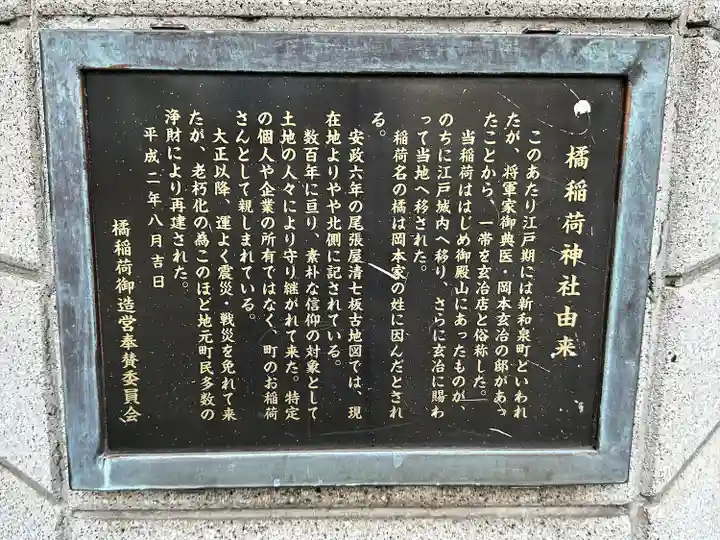 橘稲荷神社由来
このあたり江戸期には新和泉町といわれ
たが、将軍家御典医・岡本玄冶の邸があっ
たことから、一帯を玄冶店と俗称した。
当稲荷ははじめ御殿山にあったものが、
のちに江戸城内へ移り、さらに玄冶に賜わ
って当地へ移された。
稲荷名の橘は岡本家の姓に因んだとされ
る。
安政六年の尾張屋清七板古地図では、現
在地よりやや北側に記されている。
数百年に亘り、素朴な信仰の対象として
土地の人々により守り継がれて来た。特定
の個人や企業の所有ではなく、町のお稲荷
さんとして親しまれている。
大正以降、運よく震災・戦災を免れて来
たが、老朽化の為このほど地元町民多数の
浄財により再建された。
平成二年八月吉日
橘稲荷御造営奉賛委員会